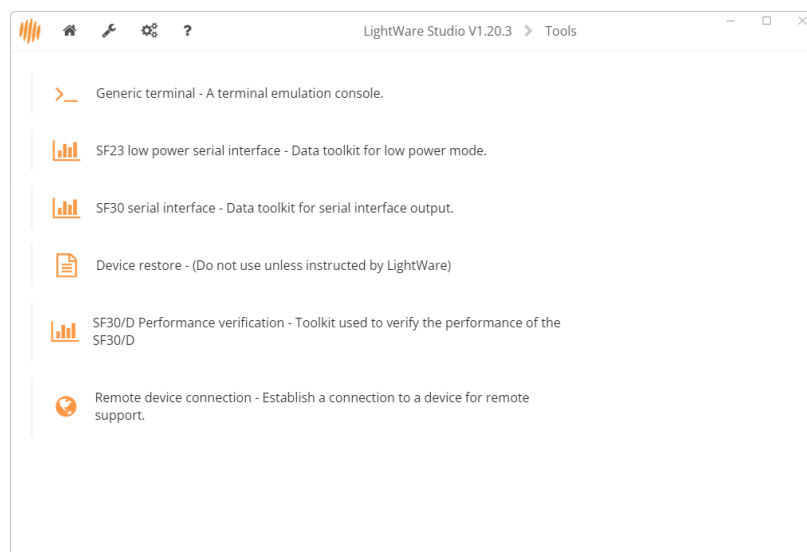 LightWare Studio V1.20.3 > Tools
Generic terminal - A terminal emulation console.
SF23 low power serial interface - Data toolkit for low power mode.
SF30 serial interface - Data toolkit for serial interface output.
Device restore - (Do not use unless instructed by LightWare)
SF30/D Performance verification - Toolkit used to verify the performance of the
SF30/D
Remote device connection - Establish a connection to a device for remote
support.